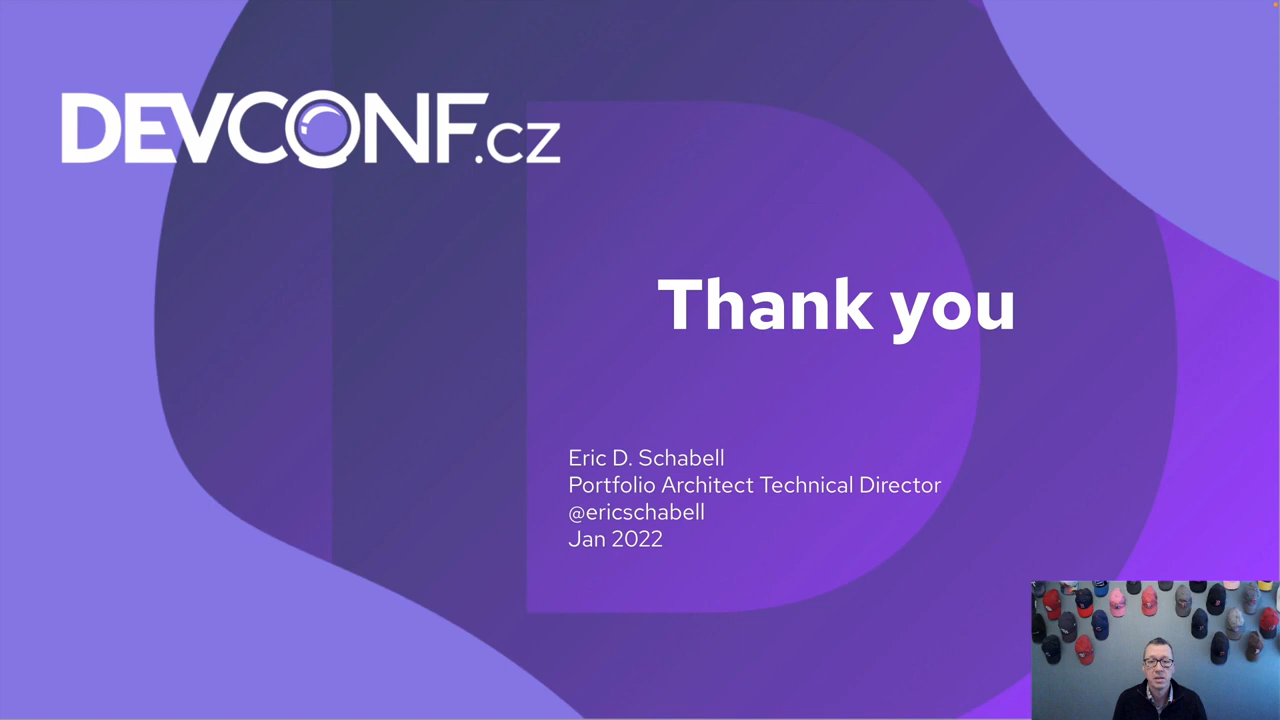 DEVCONF.cz
Thank you
Eric D. Schabell
Portfolio Architect Technical Director
@ericschabell
Jan 2022